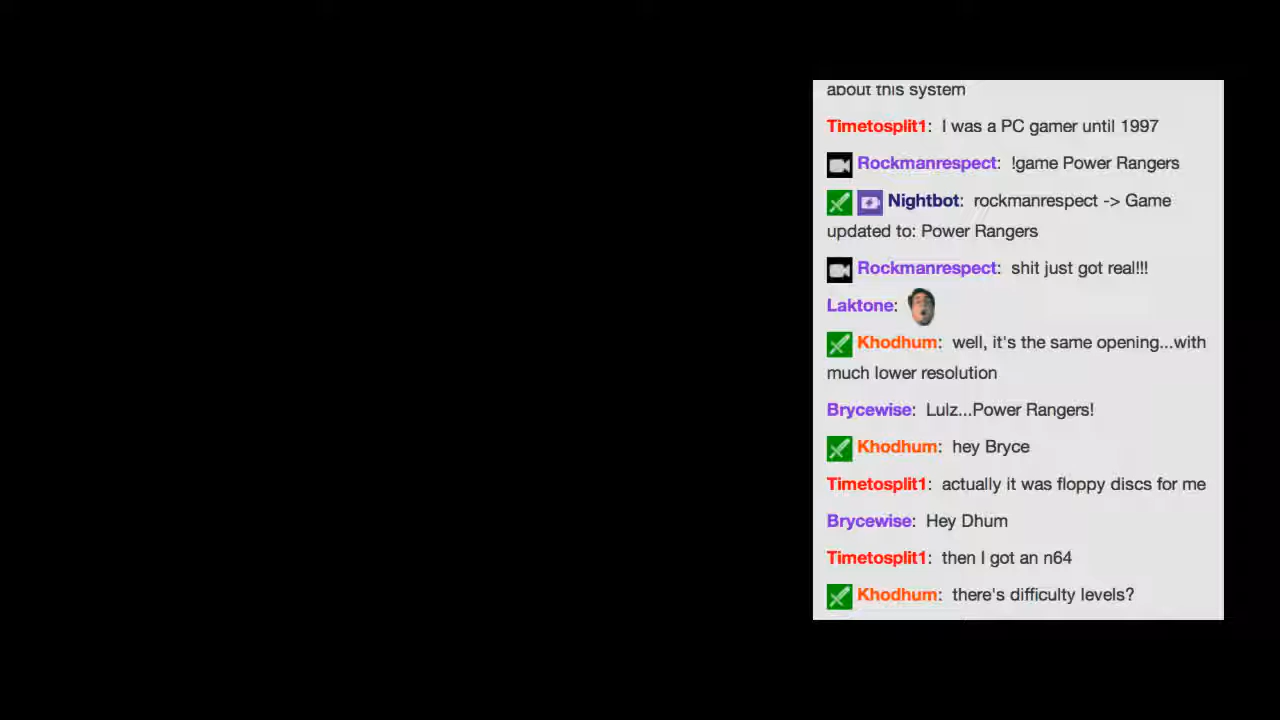 about this system
Timetosplit1: I was a PC gamer until 1997
Rockmanrespect: !game Power Rangers
Nightbot: rockmanrespect -> Game
updated to: Power Rangers
Rockmanrespect: shit just got real!!!
Laktone:
Khodhum: well, it's the same opening...with
much lower resolution
Brycewise: Lulz...Power Rangers!
Khodhum: hey Bryce
Timetosplit1: actually it was floppy discs for me
Brycewise: Hey Dhum
Timetosplit1: then I got an n64
Khodhum: there's difficulty levels?